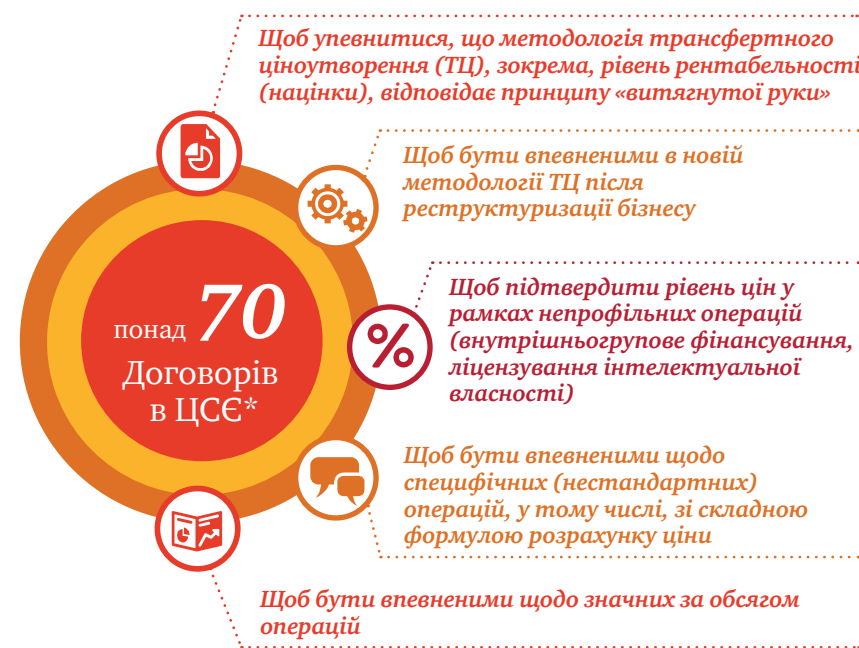 Щоб упевнитися, що методологія трансфертного
ціноутворення (ТЦ), зокрема, рівень рентабельності
(націнки), відповідає принципу «витягнутої руки»
Щоб бути впевненими в новій
методології ТЦ після
реструктуризації бізнесу
понад 70
Договорів
в ЦСЄ*
%
Щоб підтвердити рівень цін у
рамках непрофільних операцій
(внутрішньогрупове фінансування,
ліцензування інтелектуальної
власності)
Щоб бути впевненими щодо
специфічних (нестандартних)
операцій, у тому числі, зі складною
формулою розрахунку ціни
Щоб бути впевненими щодо значних за обсягом
операцій